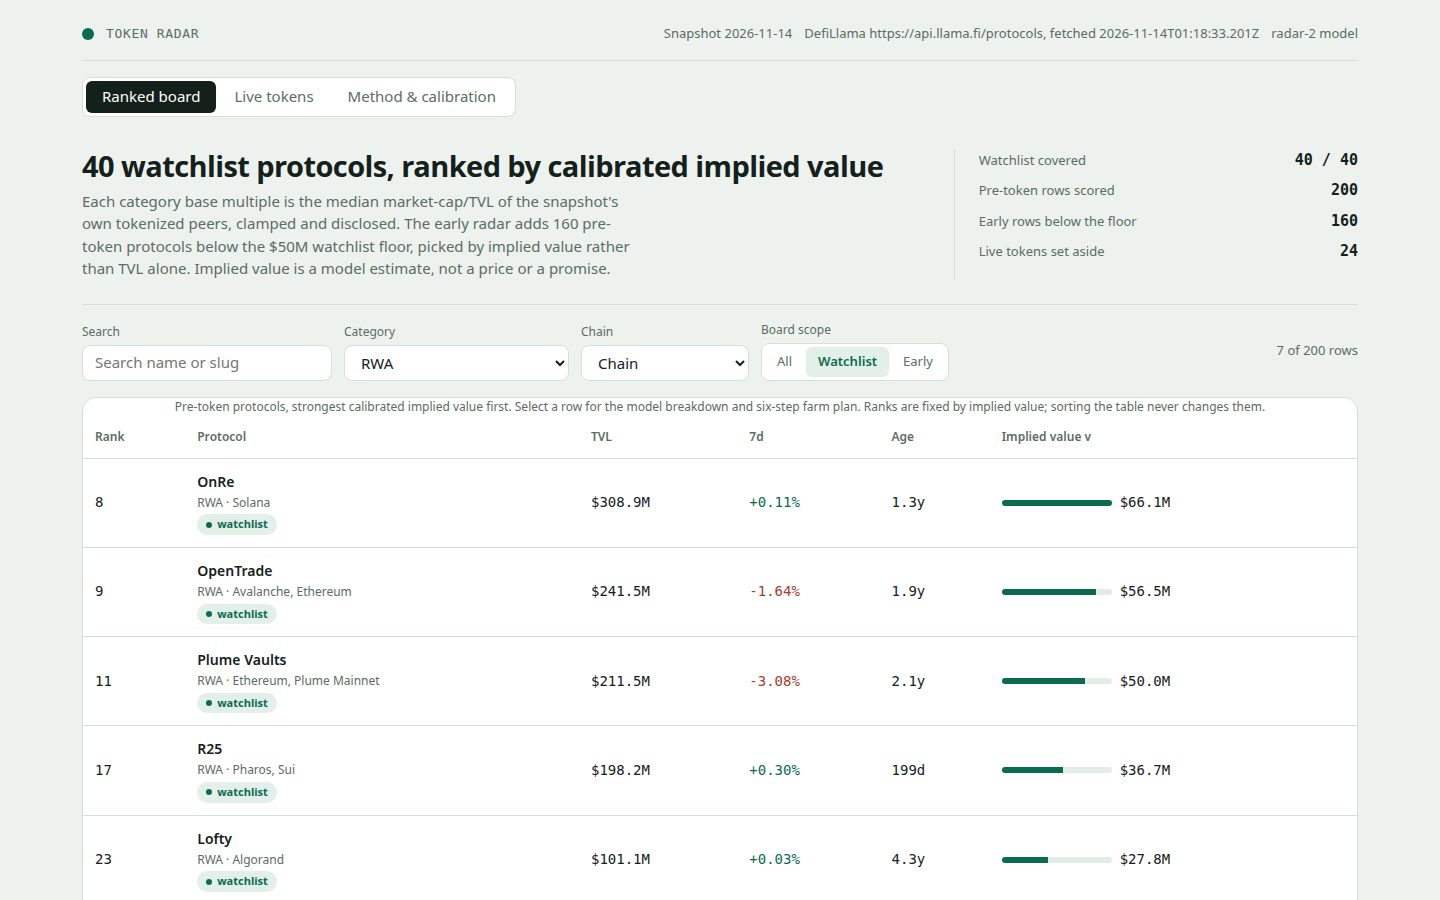 TOKEN RADAR
Snapshot 2026-11-14 DefiLlama https://api.llama.fi/protocols, fetched 2026-11-14T01:18:33.201Z radar-2 model
Ranked board Live tokens Method & calibration
40 watchlist protocols, ranked by calibrated implied value
Each category base multiple is the median market-cap/TVL of the snapshot's
own tokenized peers, clamped and disclosed. The early radar adds 160 pre-
token protocols below the $50M watchlist floor, picked by implied value rather
than TVL alone. Implied value is a model estimate, not a price or a promise.
Watchlist covered 40 / 40
Pre-token rows scored 200
Early rows below the floor 160
Live tokens set aside 24
Search Category Chain Board scope
Search name or slug RWA Chain All Watchlist Early
7 of 200 rows
Pre-token protocols, strongest calibrated implied value first. Select a row for the model breakdown and six-step farm plan. Ranks are fixed by implied value; sorting the table never changes them.
Rank Protocol TVL 7d Age Implied value v
OnRe
RWA · Solana
watchlist
8 $308.9M +0.11% 1.3y $66.1M
OpenTrade
RWA · Avalanche, Ethereum
watchlist
9 $241.5M -1.64% 1.9y $56.5M
Plume Vaults
RWA · Ethereum, Plume Mainnet
watchlist
11 $211.5M -3.08% 2.1y $50.0M
R25
RWA · Pharos, Sui
watchlist
17 $198.2M +0.30% 199d $36.7M
Lofty
RWA · Algorand
watchlist
23 $101.1M +0.03% 4.3y $27.8M